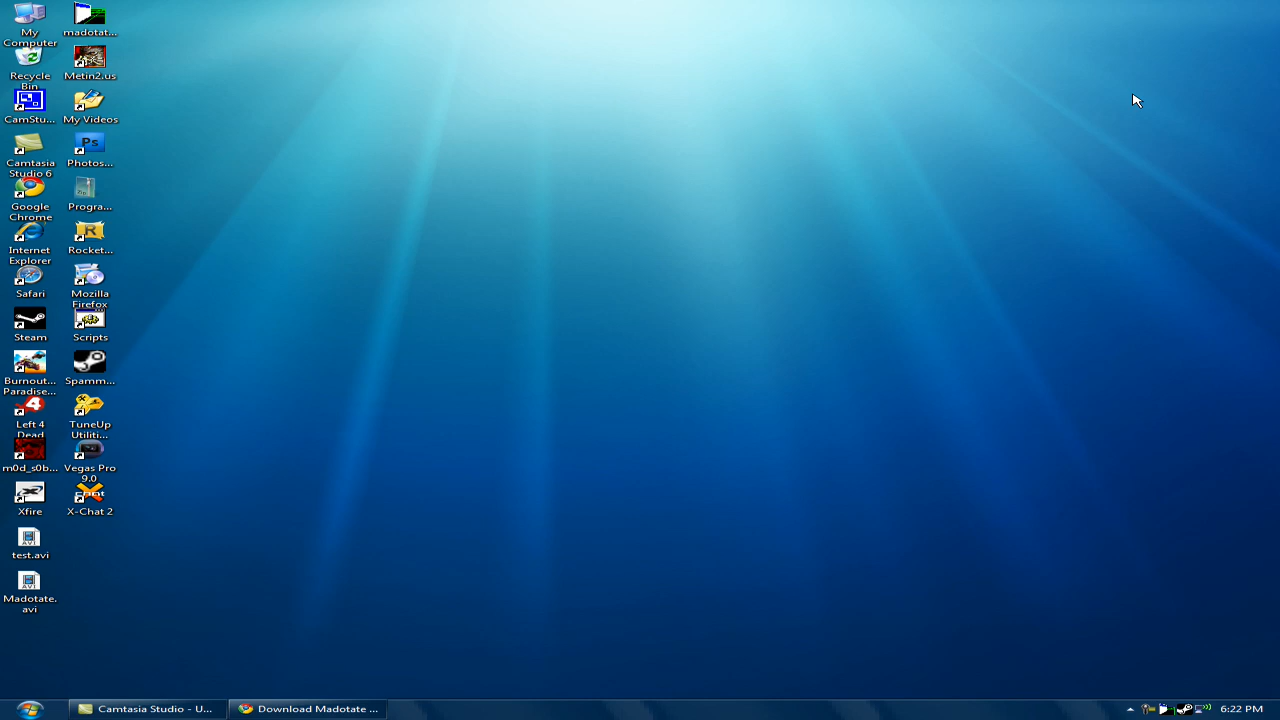 My
Computer
Recycle
Bin
CamStu...
Camtasia
Studio 6
Google
Chrome
Internet
Explorer
Safari
Steam
Burnout...
Paradise...
Left 4
Dead
m0d_s0b...
Xfire
test.avi
Madotate.
avi
madotat...
Metin2.us
My Videos
Ps
Photos...
Progra...
R
Rocket...
Mozilla
Firefox
Scripts
Spamm...
TuneUp
Utiliti...
Vegas Pro
9.0
X-Chat 2
Camtasia Studio - U...
Download Madotate ...
6:22 PM